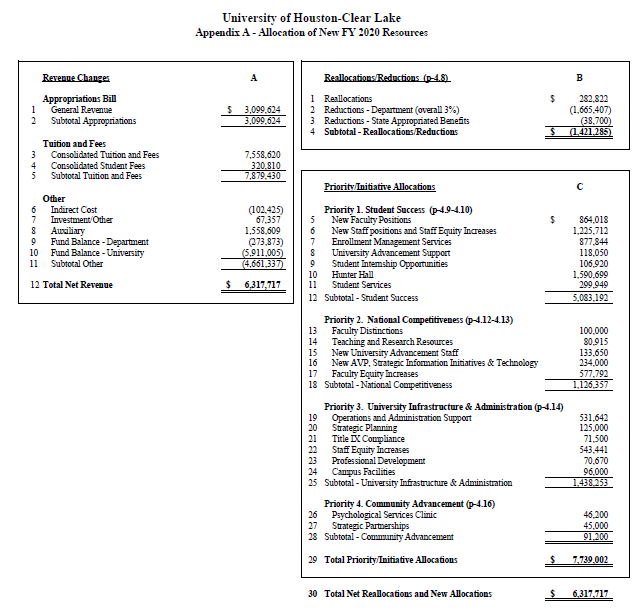 University of Houston-Clear Lake
Appendix A - Allocation of New FY 2020 Resources
Revenue Changes A
Appropriations Bill
1 General Revenue $ 3,099,624
2 Subtotal Appropriations 3,099,624
Tuition and Fees
3 Consolidated Tuition and Fees 7,558,620
4 Consolidated Student Fees 320,810
5 Subtotal Tuition and Fees 7,879,430
Other
6 Indirect Cost (102,425)
7 Investment/Other 67,357
8 Auxiliary 1,558,609
9 Fund Balance - Department (273,873)
10 Fund Balance - University (5,911,005)
11 Subtotal Other (4,661,337)
12 Total Net Revenue $ 6,317,717
Reallocations/Reductions (p-4.8) B
1 Reallocations $ 282,822
2 Reductions - Department (overall 3%) (1,665,407)
3 Reductions - State Appropriated Benefits (38,700)
4 Subtotal - Reallocations/Reductions $ (1,421,285)
Priority/Initiative Allocations C
Priority 1. Student Success (p-4.9-4.10)
5 New Faculty Positions $ 864,018
6 New Staff positions and Staff Equity Increases 1,225,712
7 Enrollment Management Services 877,844
8 University Advancement Support 118,050
9 Student Internship Opportunities 106,920
10 Hunter Hall 1,590,699
11 Student Services 299,949
12 Subtotal - Student Success 5,083,192
Priority 2. National Competitiveness (p-4.12-4.13)
13 Faculty Distinctions 100,000
14 Teaching and Research Resources 80,915
15 New University Advancement Staff 133,650
16 New AVP, Strategic Information Initiatives & Technology 234,000
17 Faculty Equity Increases 577,792
18 Subtotal - National Competitiveness 1,126,357
Priority 3. University Infrastructure & Administration (p-4.14)
19 Operations and Administration Support 531,642
20 Strategic Planning 125,000
21 Title IX Compliance 71,500
22 Staff Equity Increases 543,441
23 Professional Development 70,670
24 Campus Facilities 96,000
25 Subtotal - University Infrastructure & Administration 1,438,253
Priority 4. Community Advancement (p-4.16)
26 Psychological Services Clinic 46,200
27 Strategic Partnerships 45,000
28 Subtotal - Community Advancement 91,200
29 Total Priority/Initiative Allocations $ 7,739,002
30 Total Net Reallocations and New Allocations $ 6,317,717